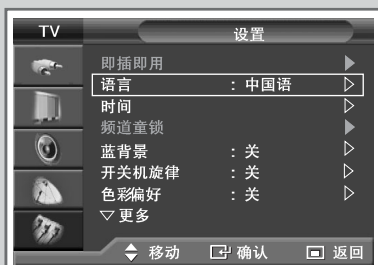 TV 设置
即插即用
语言 : 中国语
时间
频道童锁
蓝背景 : 关
开关机旋律 : 关
色彩偏好 : 关
▽更多
移动 确认 返回